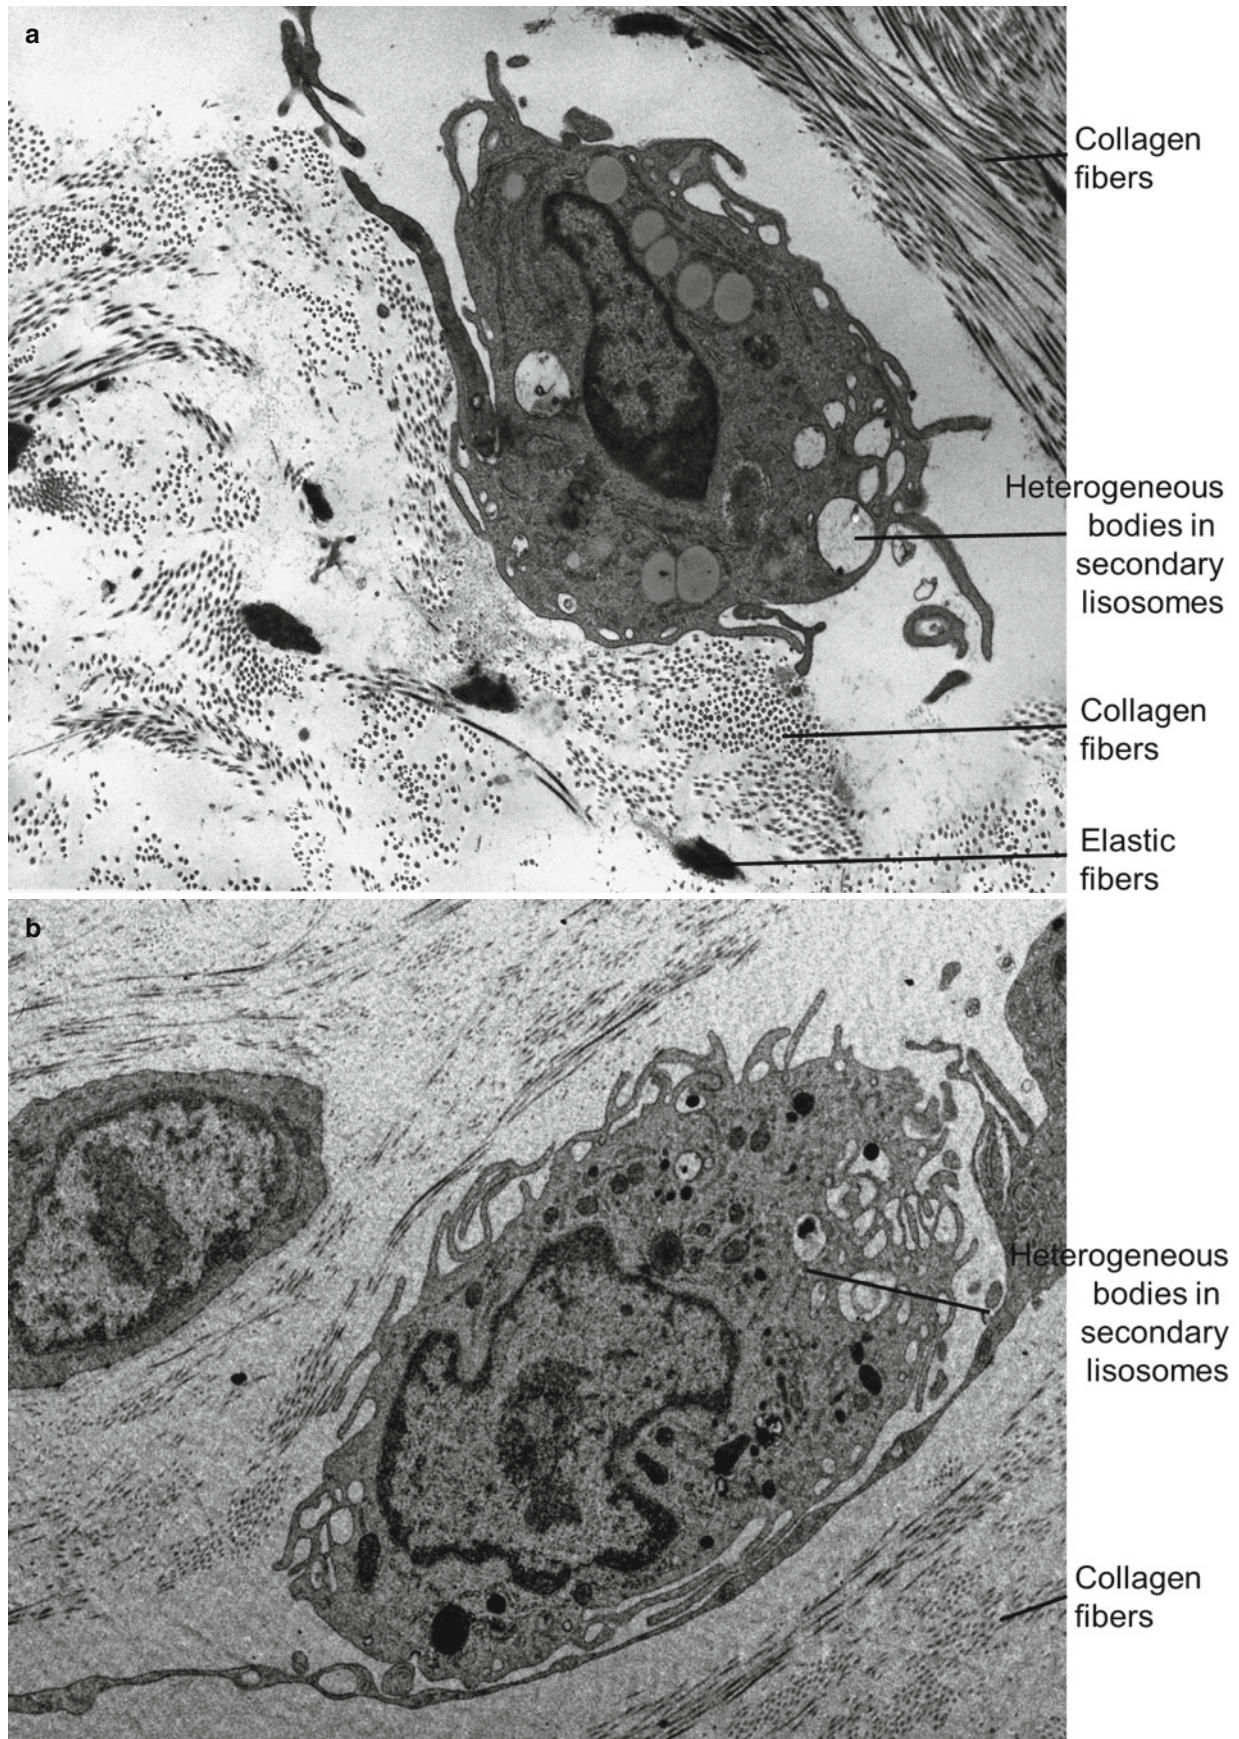 a
Collagen
fibers
Heterogeneous
bodies in
secondary
lisosomes
Collagen
fibers
Elastic
fibers
b
Heterogeneous
bodies in
secondary
lisosomes
Collagen
fibers